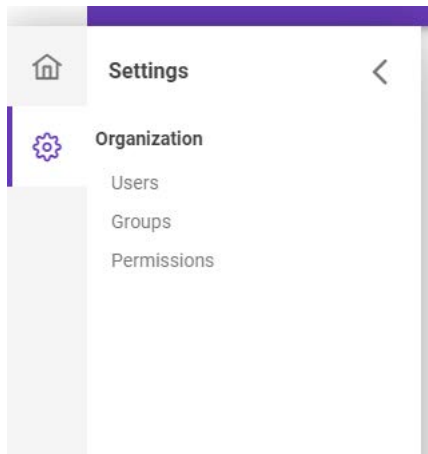 Settings
Organization
Users
Groups
Permissions